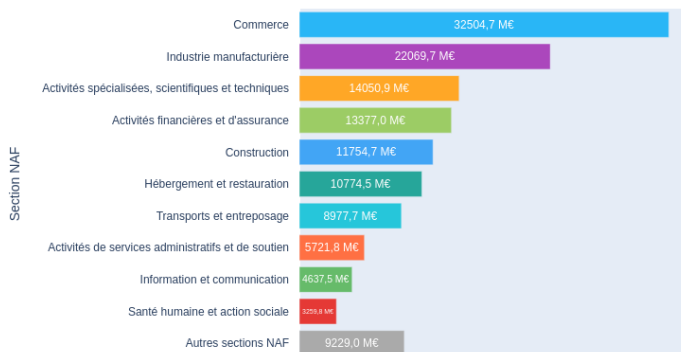 Section NAF
Commerce 32504,7 M€
Industrie manufacturière 22069,7 M€
Activités spécialisées, scientifiques et techniques 14050,9 M€
Activités financières et d'assurance 13377,0 M€
Construction 11754,7 M€
Hébergement et restauration 10774,5 M€
Transports et entreposage 8977,7 M€
Activités de services administratifs et de soutien 5721,8 M€
Information et communication 4637,5 M€
Santé humaine et action sociale 3259,8 M€
Autres sections NAF 9229,0 M€